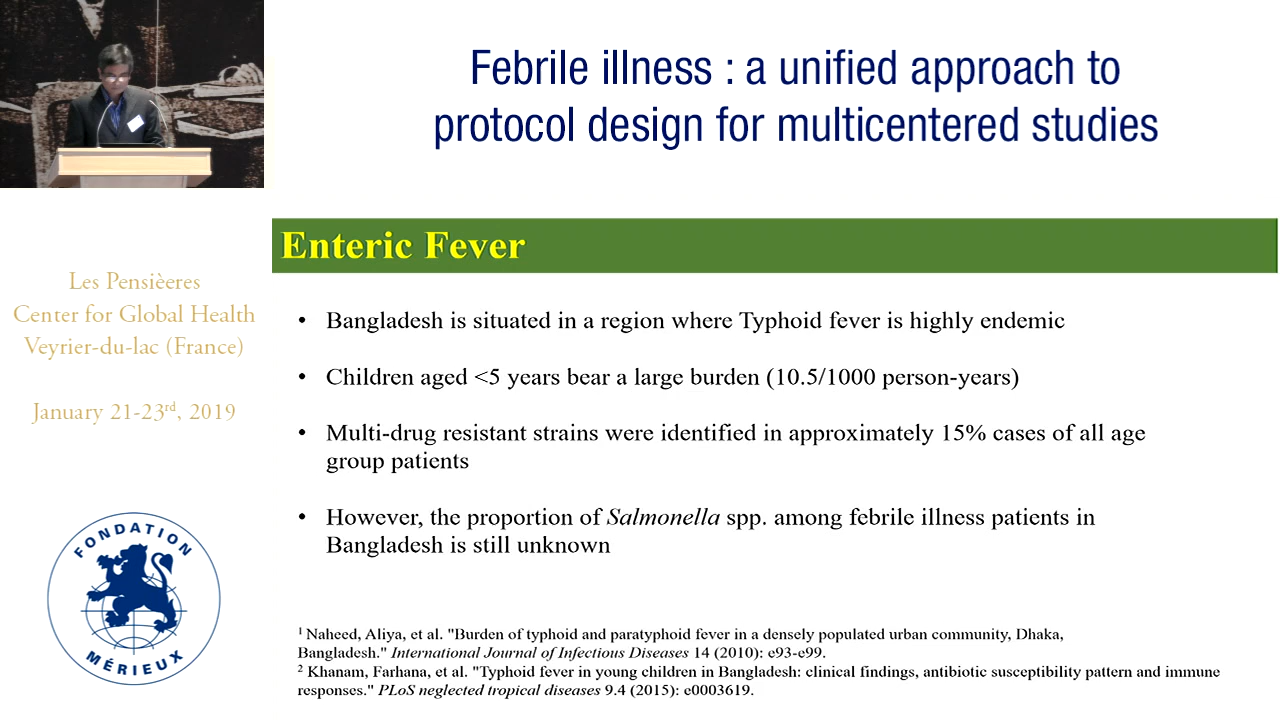 Febrile illness : a unified approach to
protocol design for multicentered studies
Enteric Fever
Les Pensièeres
Center for Global Health
Veyrier-du-lac (France)
January 21-23rd, 2019
FONDATION
MÉRIEUX
• Bangladesh is situated in a region where Typhoid fever is highly endemic
• Children aged <5 years bear a large burden (10.5/1000 person-years)
• Multi-drug resistant strains were identified in approximately 15% cases of all age
group patients
• However, the proportion of Salmonella spp. among febrile illness patients in
Bangladesh is still unknown
1 Naheed, Aliya, et al. "Burden of typhoid and paratyphoid fever in a densely populated urban community, Dhaka,
Bangladesh." International Journal of Infectious Diseases 14 (2010): e93-e99.
2 Khanam, Farhana, et al. "Typhoid fever in young children in Bangladesh: clinical findings, antibiotic susceptibility pattern and immune
responses." PLoS neglected tropical diseases 9.4 (2015): e0003619.